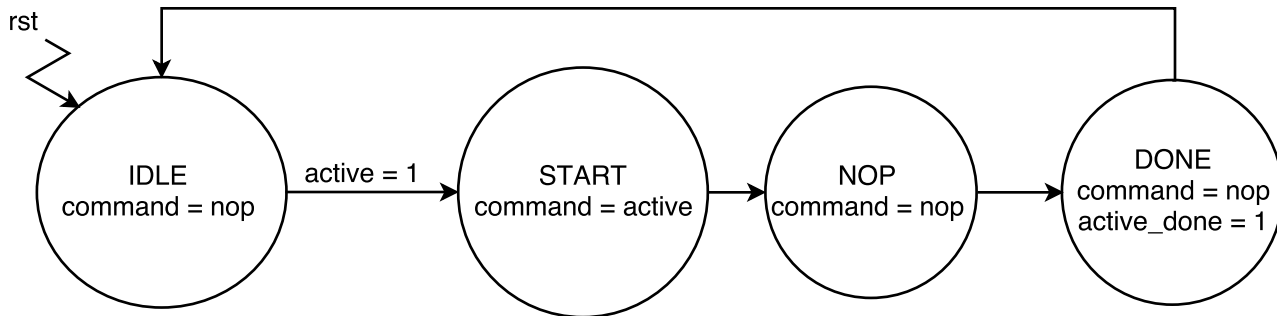 rst
IDLE
command = nop
active = 1
START
command = active
NOP
command = nop
DONE
command = nop
active_done = 1